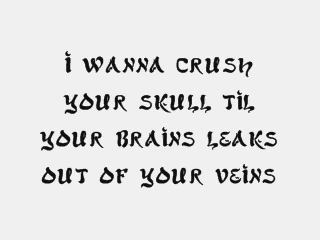 I WANNA CRUSH
YOUR SKULL TIL
YOUR BRAINS LEAKS
OUT OF YOUR VEINS